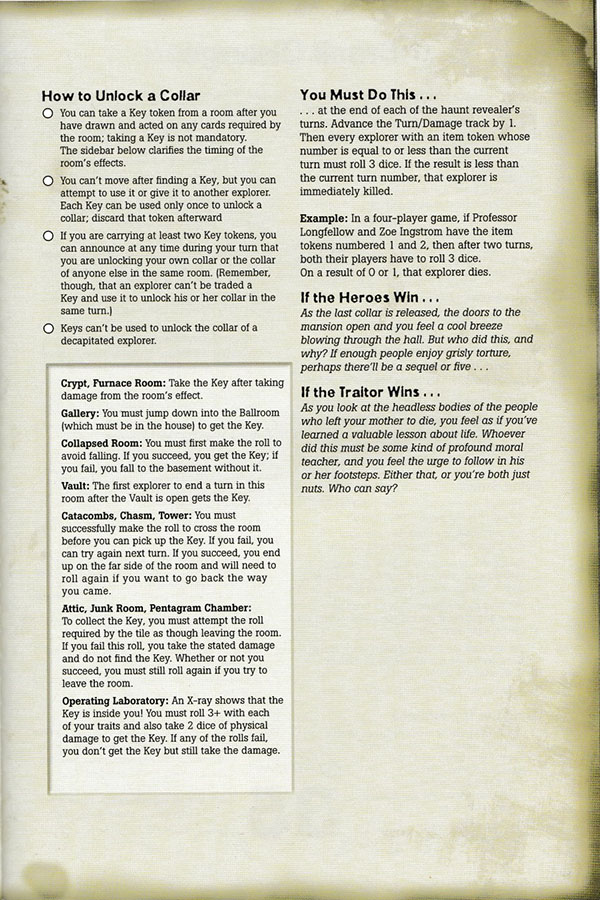 How to Unlock a Collar
You can take a Key token from a room after you
have drawn and acted on any cards required by
the room; taking a Key is not mandatory.
The sidebar below clarifies the timing of the
room's effects.
You can't move after finding a Key, but you can
attempt to use it or give it to another explorer.
Each Key can be used only once to unlock a
collar; discard that token afterward
If you are carrying at least two Key tokens, you
can announce at any time during your turn that
you are unlocking your own collar or the collar
of anyone else in the same room. (Remember,
though, that an explorer can't be traded a
Key and use it to unlock his or her collar in the
same turn.)
Keys can't be used to unlock the collar of a
decapitated explorer.
Crypt, Furnace Room: Take the Key after taking
damage from the room's effect.
Gallery: You must jump down into the Ballroom
(which must be in the house) to get the Key.
Collapsed Room: You must first make the roll to
avoid falling. If you succeed, you get the Key; if
you fail, you fall to the basement without it.
Vault: The first explorer to end a turn in this
room after the Vault is open gets the Key.
Catacombs, Chasm, Tower: You must
successfully make the roll to cross the room
before you can pick up the Key. If you fail, you
can try again next turn. If you succeed, you end
up on the far side of the room and will need to
roll again if you want to go back the way
you came.
Attic, Junk Room, Pentagram Chamber:
To collect the Key, you must attempt the roll
required by the tile as though leaving the room.
If you fail this roll, you take the stated damage
and do not find the Key. Whether or not you
succeed, you must still roll again if you try to
leave the room.
Operating Laboratory: An X-ray shows that the
Key is inside you! You must roll 3+ with each
of your traits and also take 2 dice of physical
damage to get the Key. If any of the rolls fail,
you don't get the Key but still take the damage.
You Must Do This . . .
. . . at the end of each of the haunt revealer's
turns. Advance the Turn/Damage track by 1.
Then every explorer with an item token whose
number is equal to or less than the current
turn must roll 3 dice. If the result is less than
the current turn number, that explorer is
immediately killed.
Example: In a four-player game, if Professor
Longfellow and Zoe Ingstrom have the item
tokens numbered 1 and 2, then after two turns,
both their players have to roll 3 dice.
On a result of 0 or 1, that explorer dies.
If the Heroes Win . . .
As the last collar is released, the doors to the
mansion open and you feel a cool breeze
blowing through the hall. But who did this, and
why? If enough people enjoy grisly torture,
perhaps there'll be a sequel or five . . .
If the Traitor Wins . . .
As you look at the headless bodies of the people
who left your mother to die, you feel as if you've
learned a valuable lesson about life. Whoever
did this must be some kind of profound moral
teacher, and you feel the urge to follow in his
or her footsteps. Either that, or you're both just
nuts. Who can say?